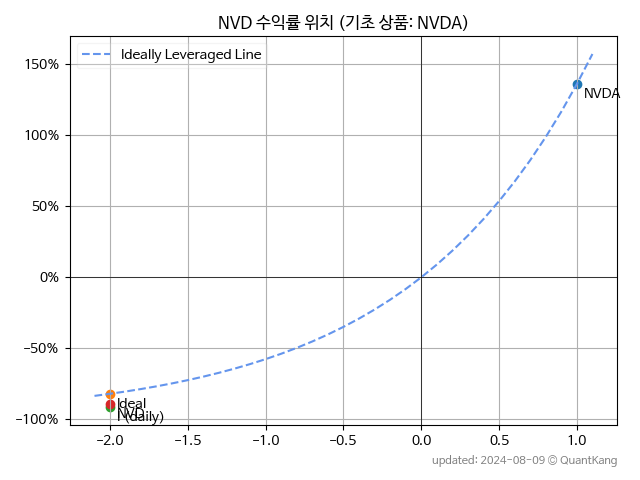 NVD 수익률 위치 (기초 상품: NVDA)
Ideally Leveraged Line
150%
100%
50%
0%
−50%
−100%
NVDA
Ideal
NVD
(daily)
−2.0 −1.5 −1.0 −0.5 0.0 0.5 1.0
updated: 2024-08-09 © QuantKang